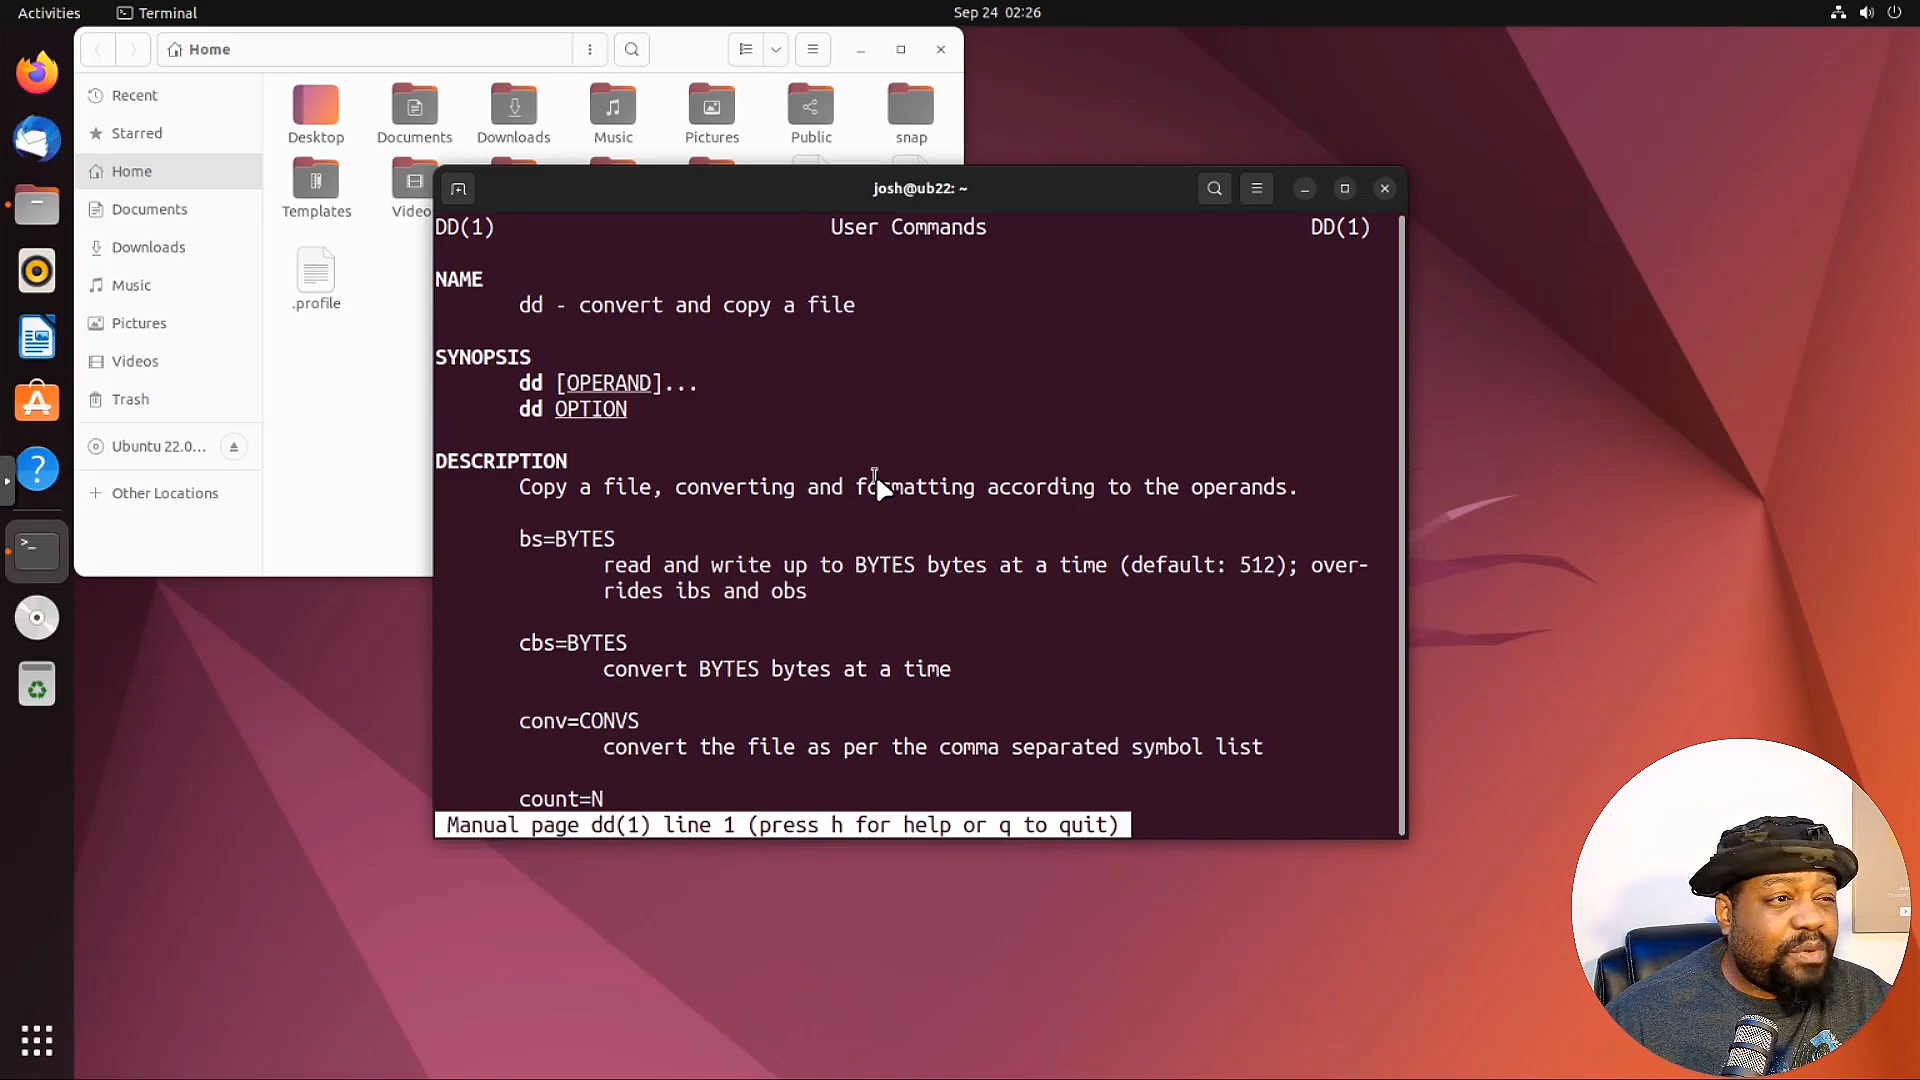 Activities
Terminal
Sep 24 02:26
Home
Recent
Starred
Home
Documents
Downloads
Music
Pictures
Videos
Trash
Ubuntu 22.0...
Other Locations
Desktop
Documents
Downloads
Music
Pictures
Public
snap
Templates
Video
.profile
josh@ub22: ~
DD(1) User Commands DD(1)
NAME
dd - convert and copy a file
SYNOPSIS
dd [OPERAND]...
dd OPTION
DESCRIPTION
Copy a file, converting and formatting according to the operands.
bs=BYTES
read and write up to BYTES bytes at a time (default: 512); over-
rides ibs and obs
cbs=BYTES
convert BYTES bytes at a time
conv=CONVS
convert the file as per the comma separated symbol list
count=N
Manual page dd(1) line 1 (press h for help or q to quit)